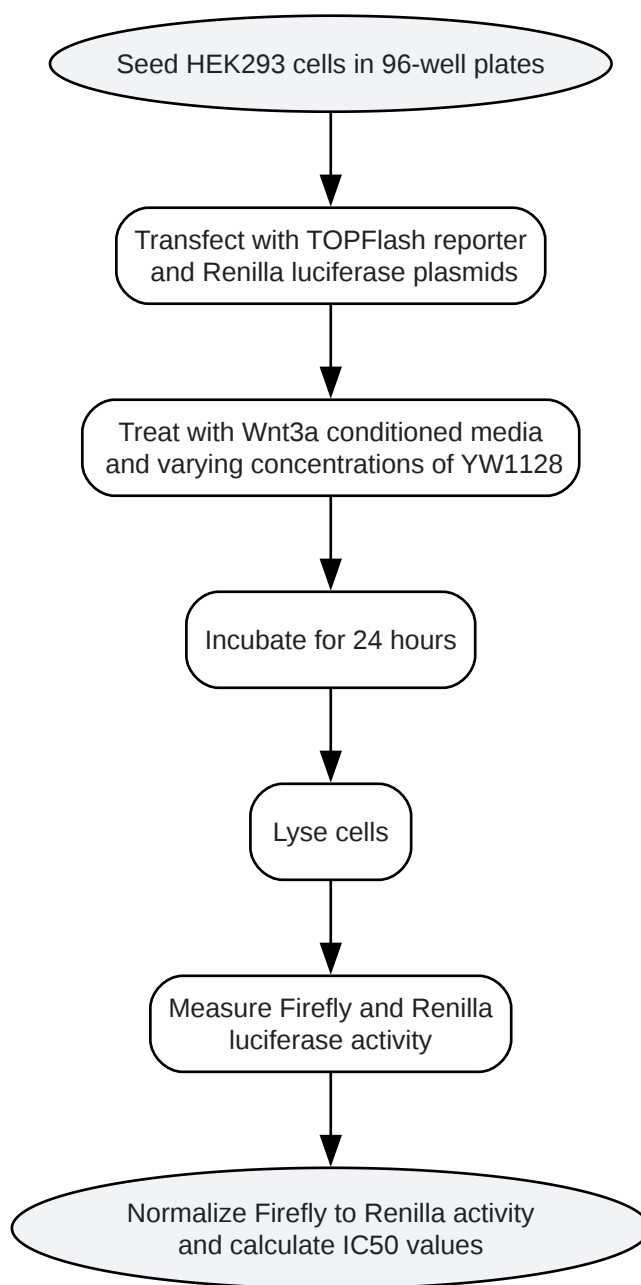 Seed HEK293 cells in 96-well plates
Transfect with TOPFlash reporter
and Renilla luciferase plasmids
Treat with Wnt3a conditioned media
and varying concentrations of YW1128
Incubate for 24 hours
Lyse cells
Measure Firefly and Renilla
luciferase activity
Normalize Firefly to Renilla activity
and calculate IC50 values